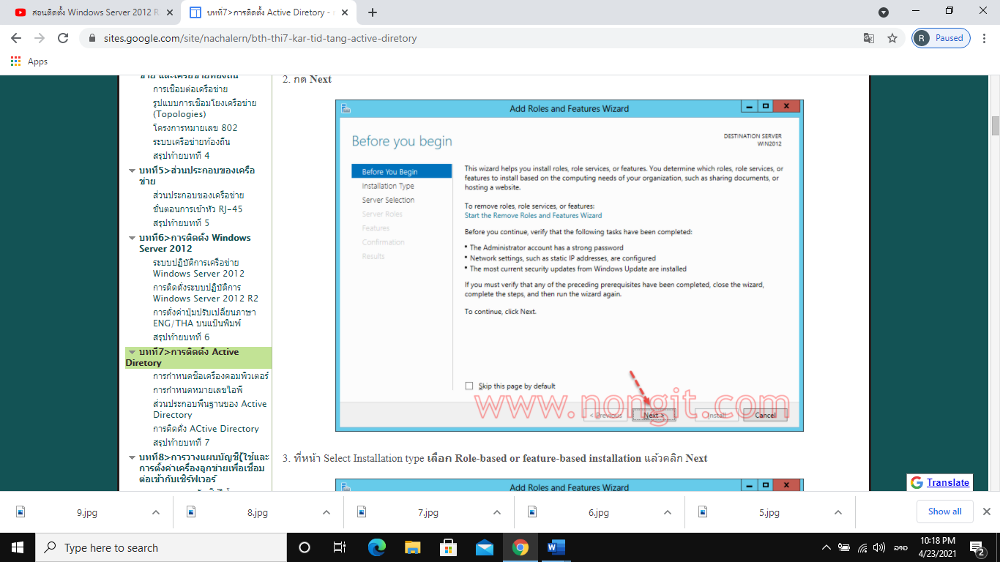 สอนติดตั้ง Windows Server 2012 R
บทที่7>การติดตั้ง Active Diretory -
sites.google.com/site/nachalern/bth-thi7-kar-tid-tang-active-diretory
R Paused
Apps
ข่าย และเครือข่ายท้องถิ่น
การเชื่อมต่อเครือข่าย
รูปแบบการเชื่อมโยงเครือข่าย
(Topologies)
โครงการหมายเลข 802
ระบบเครือข่ายท้องถิ่น
สรุปท้ายบทที่ 4
บทที่5>ส่วนประกอบของเครือ
ข่าย
ส่วนประกอบของเครือข่าย
ขั้นตอนการเข้าหัว RJ-45
สรุปท้ายบทที่ 5
บทที่6>การติดตั้ง Windows
Server 2012
ระบบปฏิบัติการเครือข่าย
Windows Server 2012
การติดตั้งระบบปฏิบัติการ
Windows Server 2012 R2
การตั้งค่าปุ่มปรับเปลี่ยนภาษา
ENG/THA บนแป้นพิมพ์
สรุปท้ายบทที่ 6
บทที่7>การติดตั้ง Active
Diretory
การกำหนดชื่อเครื่องคอมพิวเตอร์
การกำหนดหมายเลขไอพี
ส่วนประกอบพื้นฐานของ Active
Directory
การติดตั้ง ACtive Directory
สรุปท้ายบทที่ 7
บทที่8>การวางแผนบัญชีผู้ใช้และ
การตั้งค่าเครื่องลูกข่ายเพื่อเชื่อม
ต่อเข้ากับเซิร์ฟเวอร์
2. กด Next
Add Roles and Features Wizard
Before you begin
DESTINATION SERVER
WIN2012
Before You Begin
Installation Type
Server Selection
Server Roles
Features
Confirmation
Results
This wizard helps you install roles, role services, or features. You determine which roles, role services, or
features to install based on the computing needs of your organization, such as sharing documents, or
hosting a website.
To remove roles, role services, or features:
Start the Remove Roles and Features Wizard
Before you continue, verify that the following tasks have been completed:
• The Administrator account has a strong password
• Network settings, such as static IP addresses, are configured
• The most current security updates from Windows Update are installed
If you must verify that any of the preceding prerequisites have been completed, close the wizard,
complete the steps, and then run the wizard again.
To continue, click Next.
Skip this page by default
www.nongit.com
< Previous Next > Install Cancel
3. ที่หน้า Select Installation type เลือก Role-based or feature-based installation แล้วคลิก Next
Add Roles and Features Wizard
Translate
9.jpg 8.jpg 7.jpg 6.jpg 5.jpg Show all
Type here to search
ລາວ
10:18 PM
4/23/2021
2